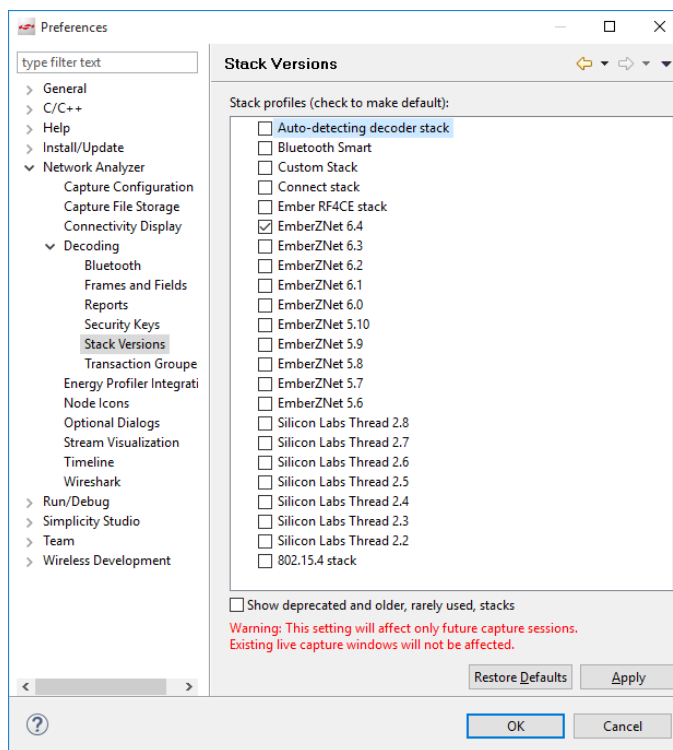 Preferences
type filter text
General
C/C++
Help
Install/Update
Network Analyzer
Capture Configuration
Capture File Storage
Connectivity Display
Decoding
Bluetooth
Frames and Fields
Reports
Security Keys
Stack Versions
Transaction Groupe
Energy Profiler Integrati
Node Icons
Optional Dialogs
Stream Visualization
Timeline
Wireshark
Run/Debug
Simplicity Studio
Team
Wireless Development
Stack Versions
Stack profiles (check to make default):
Auto-detecting decoder stack
Bluetooth Smart
Custom Stack
Connect stack
Ember RF4CE stack
EmberZNet 6.4
EmberZNet 6.3
EmberZNet 6.2
EmberZNet 6.1
EmberZNet 6.0
EmberZNet 5.10
EmberZNet 5.9
EmberZNet 5.8
EmberZNet 5.7
EmberZNet 5.6
Silicon Labs Thread 2.8
Silicon Labs Thread 2.7
Silicon Labs Thread 2.6
Silicon Labs Thread 2.5
Silicon Labs Thread 2.4
Silicon Labs Thread 2.3
Silicon Labs Thread 2.2
802.15.4 stack
Show deprecated and older, rarely used, stacks
Warning: This setting will affect only future capture sessions.
Existing live capture windows will not be affected.
Restore Defaults
Apply
OK
Cancel